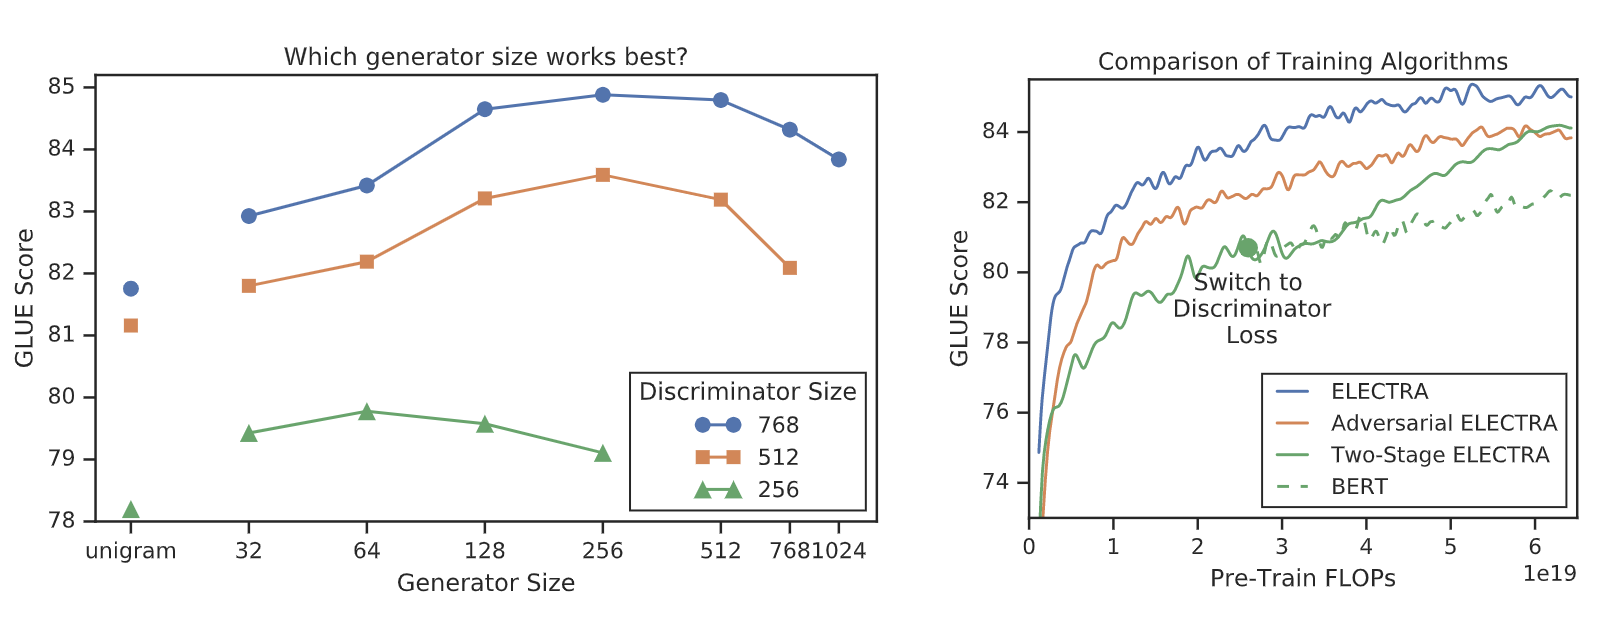 Which generator size works best?
85
84
83
82
81
80
79
78
GLUE Score
unigram 32 64 128 256 512 768 1024
Generator Size
Discriminator Size
768
512
256
Comparison of Training Algorithms
84
82
80
78
76
74
GLUE Score
Switch to
Discriminator
Loss
ELECTRA
Adversarial ELECTRA
Two-Stage ELECTRA
BERT
0 1 2 3 4 5 6
1e19
Pre-Train FLOPs